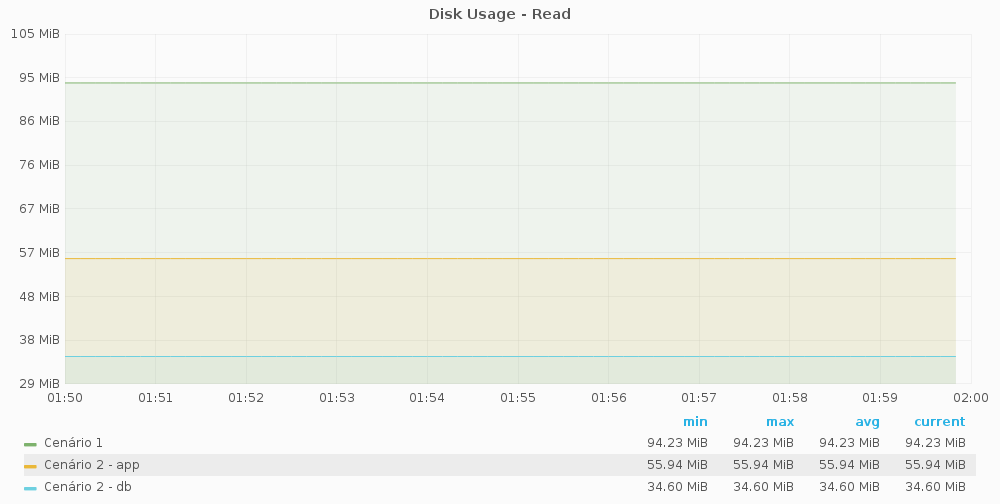 Disk Usage - Read
105 MiB
95 MiB
86 MiB
76 MiB
67 MiB
57 MiB
48 MiB
38 MiB
29 MiB
01:50 01:51 01:52 01:53 01:54 01:55 01:56 01:57 01:58 01:59 02:00
min max avg current
Cenário 1 94.23 MiB 94.23 MiB 94.23 MiB 94.23 MiB
Cenário 2 - app 55.94 MiB 55.94 MiB 55.94 MiB 55.94 MiB
Cenário 2 - db 34.60 MiB 34.60 MiB 34.60 MiB 34.60 MiB